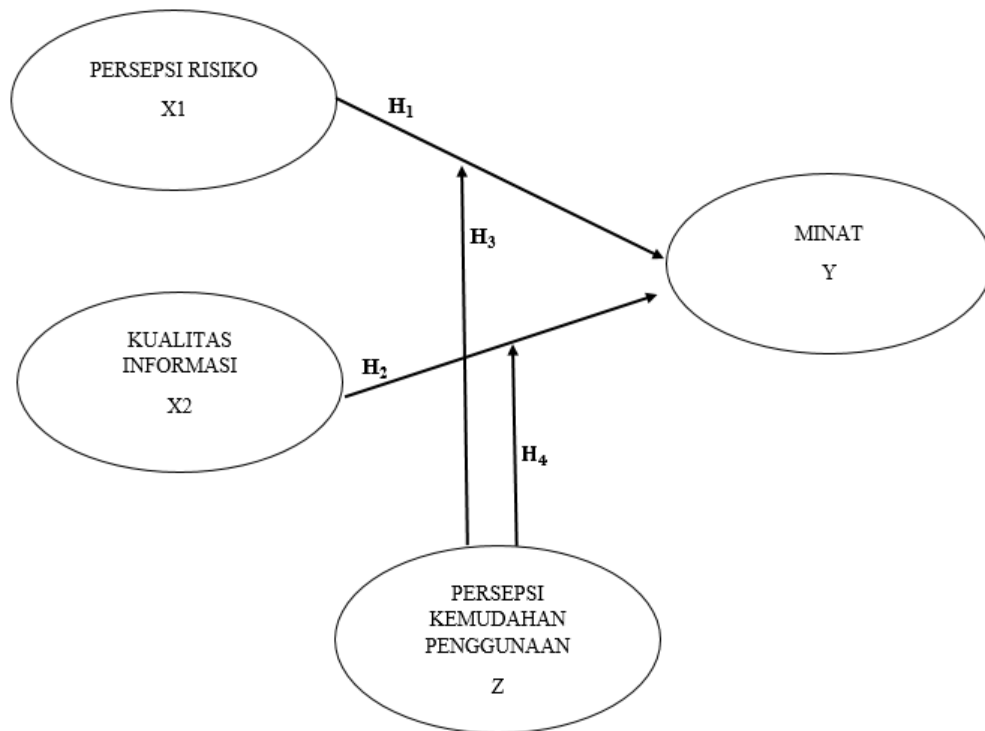 PERSEPSI RISIKO
X1
H₁
MINAT
Y
H₃
KUALITAS
INFORMASI
X2
H₂
H₄
PERSEPSI
KEMUDAHAN
PENGGUNAAN
Z